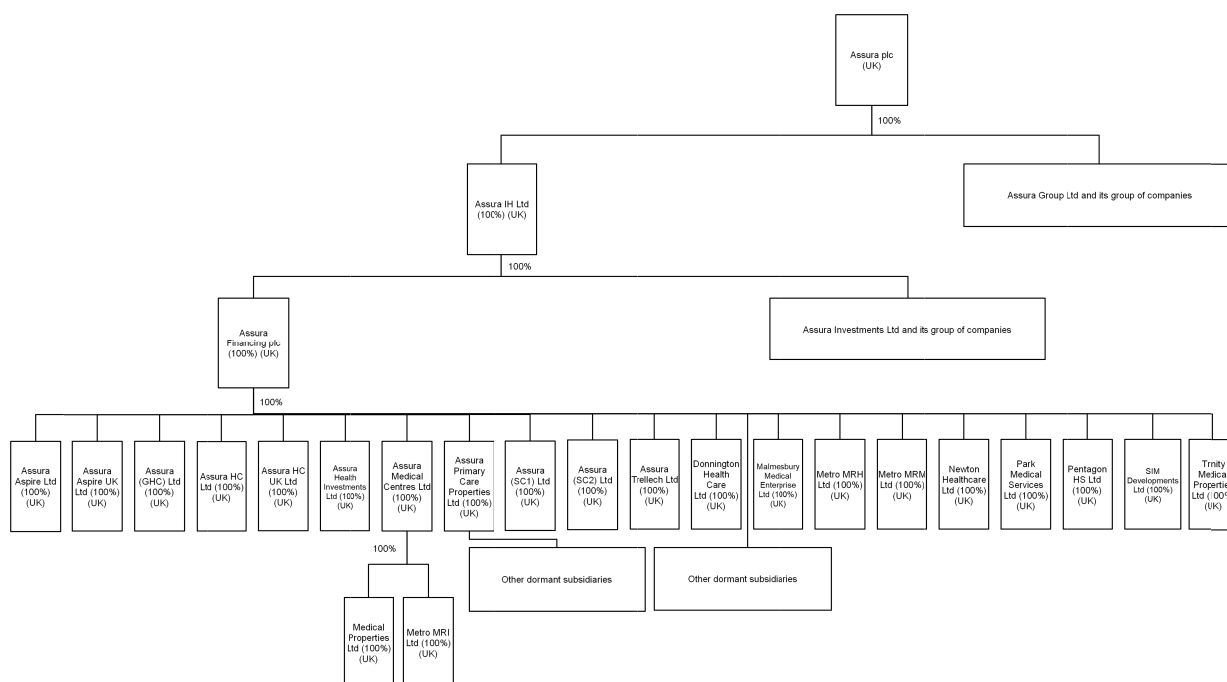 Assura plc
(UK)
100%
Assura IH Ltd
(100%) (UK)
Assura Group Ltd and its group of companies
100%
Assura
Financing plc
(100%) (UK)
Assura Investments Ltd and its group of companies
100%
Assura
Aspire Ltd
(100%)
(UK)
Assura
Aspire UK
Ltd (100%)
(UK)
Assura
(GHC) Ltd
(100%)
(UK)
Assura HC
Ltd (100%)
(UK)
Assura HC
UK Ltd
(100%)
(UK)
Assura
Health
Investments
Ltd (100%)
(UK)
Assura
Medical
Centres Ltd
(100%)
(UK)
Assura
Primary Care
Properties
Ltd (100%)
(UK)
Assura
(SC1) Ltd
(100%)
(UK)
Assura
(SC2) Ltd
(100%)
(UK)
Assura
Trellech Ltd
(100%)
(UK)
Donnington
Health
Care Ltd
(100%)
(UK)
Malmesbury
Medical
Enterprise
Ltd (100%)
(UK)
Metro MRH
Ltd (100%)
(UK)
Metro MRM
Ltd (100%)
(UK)
Newton
Healthcare
Ltd (100%)
(UK)
Park
Medical
Services
Ltd (100%)
(UK)
Pentagon
HS Ltd
(100%)
(UK)
SIM
Developments
Ltd (100%)
(UK)
Trnity
Medical
Propertie
Ltd (100%
(UK)
100%
Other dormant subsidiaries
Other dormant subsidiaries
Medical
Properties
Ltd (100%)
(UK)
Metro MRI
Ltd (100%)
(UK)